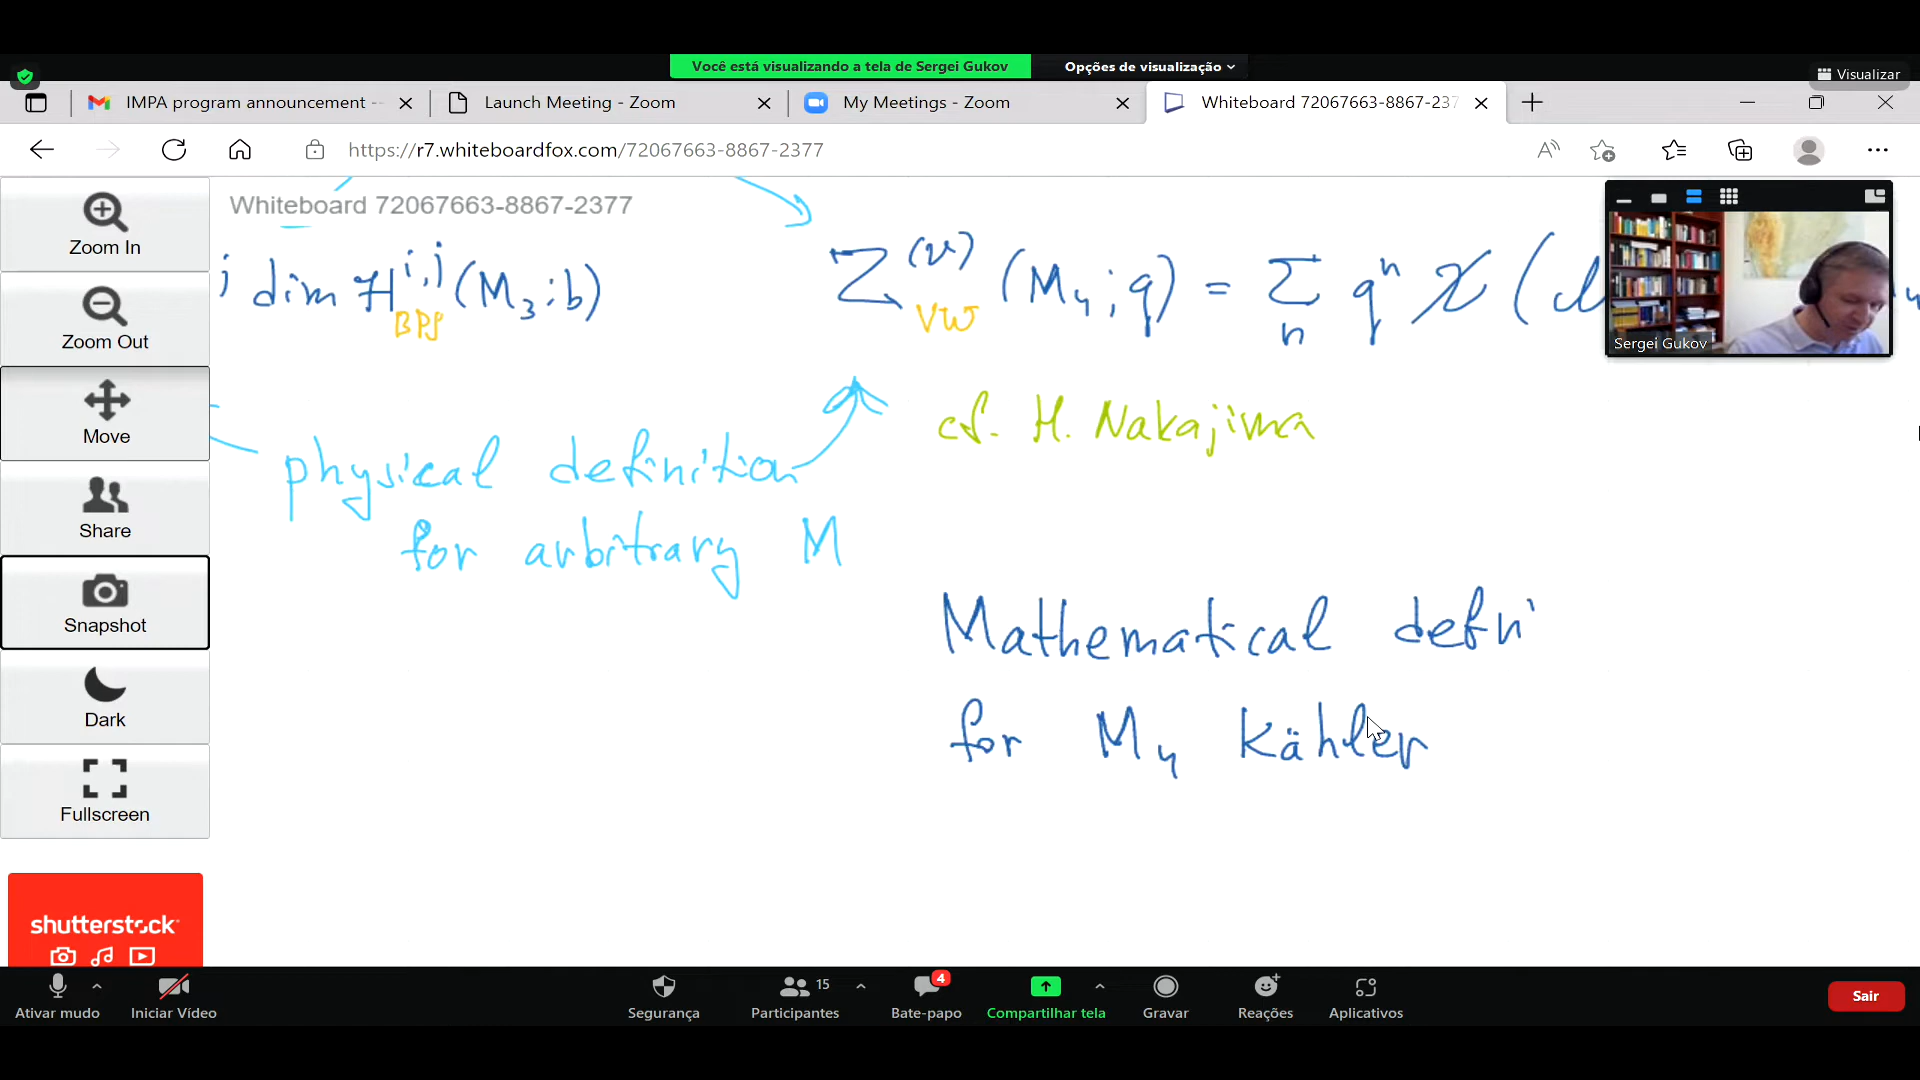 Você está visualizando a tela de Sergei Gukov
Opções de visualização
Visualizar
IMPA program announcement -
Launch Meeting - Zoom
My Meetings - Zoom
Whiteboard 72067663-8867-237
https://r7.whiteboardfox.com/72067663-8867-2377
Whiteboard 72067663-8867-2377
Zoom In
Zoom Out
Move
Share
Snapshot
Dark
Fullscreen
j dim H^{i,j}_{BPS} (M_3; b)
Z^{(v)}_{VW} (M_4; q) = Σ_n q^n χ (M
Sergei Gukov
cf. H. Nakajima
physical definition
for arbitrary M
Mathematical defni
for M_4 Kähler
shutterstock
Ativar mudo
Iniciar Vídeo
Segurança
Participantes 15
Bate-papo 4
Compartilhar tela
Gravar
Reações
Aplicativos
Sair